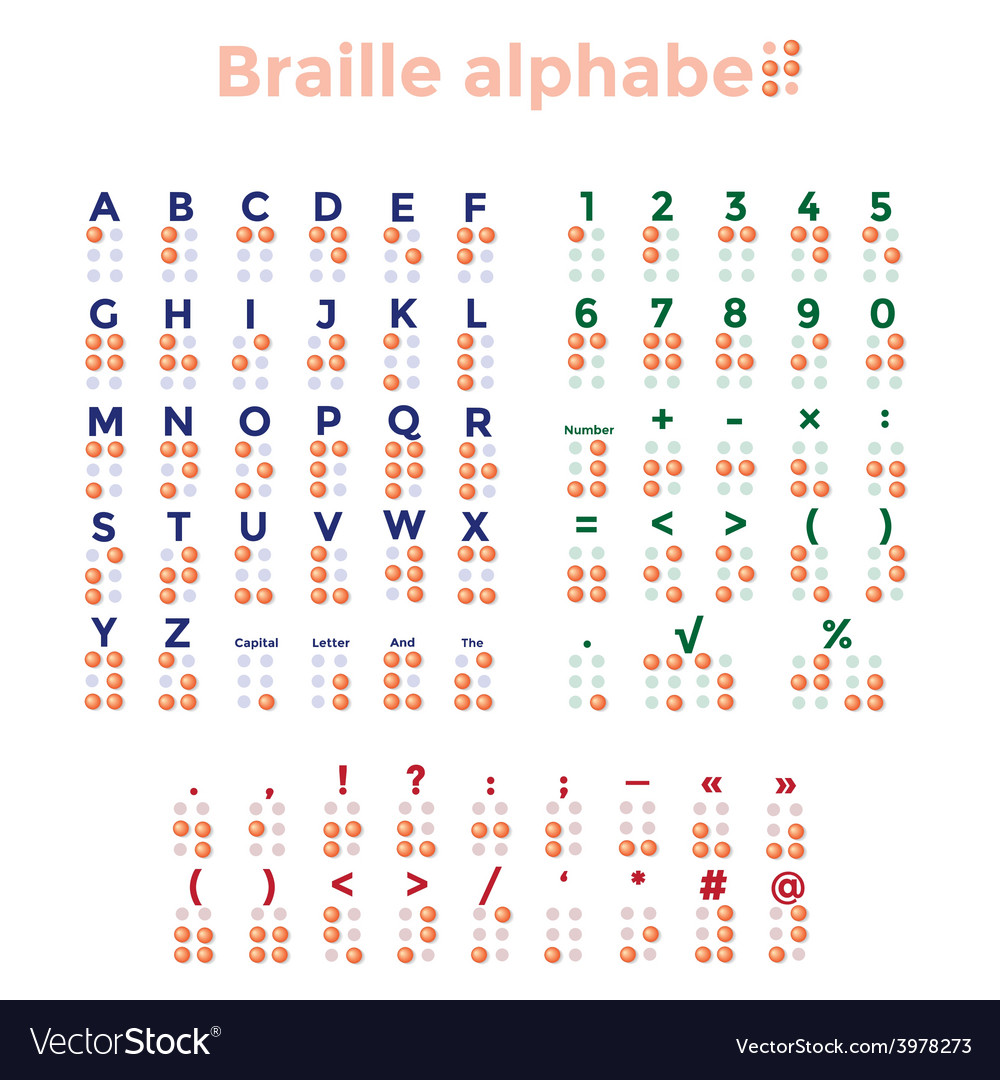 Braille alphabe⠞
A B C D E F
⠁ ⠃ ⠉ ⠙ ⠑ ⠋
1 2 3 4 5
⠁ ⠃ ⠉ ⠙ ⠑
G H I J K L
⠛ ⠓ ⠊ ⠚ ⠅ ⠇
6 7 8 9 0
⠋ ⠛ ⠓ ⠊ ⠚
M N O P Q R
⠍ ⠝ ⠕ ⠏ ⠟ ⠗
Number + - × :
⠼ ⠖ ⠒ ⠦ ⠲
S T U V W X
⠎ ⠞ ⠥ ⠧ ⠺ ⠭
= < > ( )
⠶ ⠪ ⠕ ⠣ ⠜
Y Z Capital Letter And The
⠽ ⠵ ⠠ ⠰ ⠯ ⠮
. √ %
⠠ ⠩⠹ ⠚⠴
. , ! ? : ; — « »
⠲ ⠂ ⠖ ⠦ ⠒ ⠆ ⠤ ⠦ ⠴
( ) < > / ‘ * # @
⠶ ⠶ ⠣ ⠜ ⠌ ⠄ ⠔ ⠼ ⠜
VectorStock®
VectorStock.com/3978273